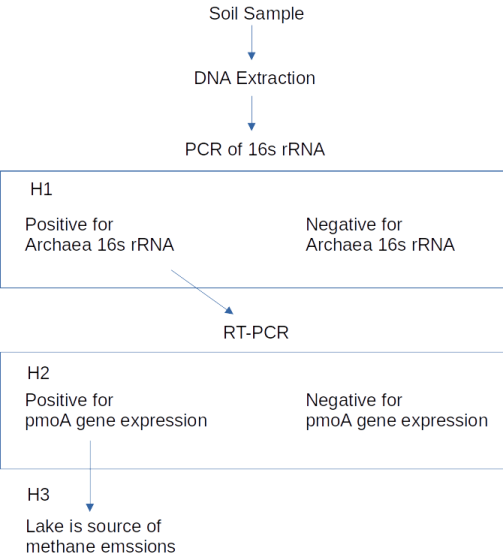 Soil Sample
DNA Extraction
PCR of 16s rRNA
H1
Positive for
Archaea 16s rRNA
Negative for
Archaea 16s rRNA
RT-PCR
H2
Positive for
pmoA gene expression
Negative for
pmoA gene expression
H3
Lake is source of
methane emssions